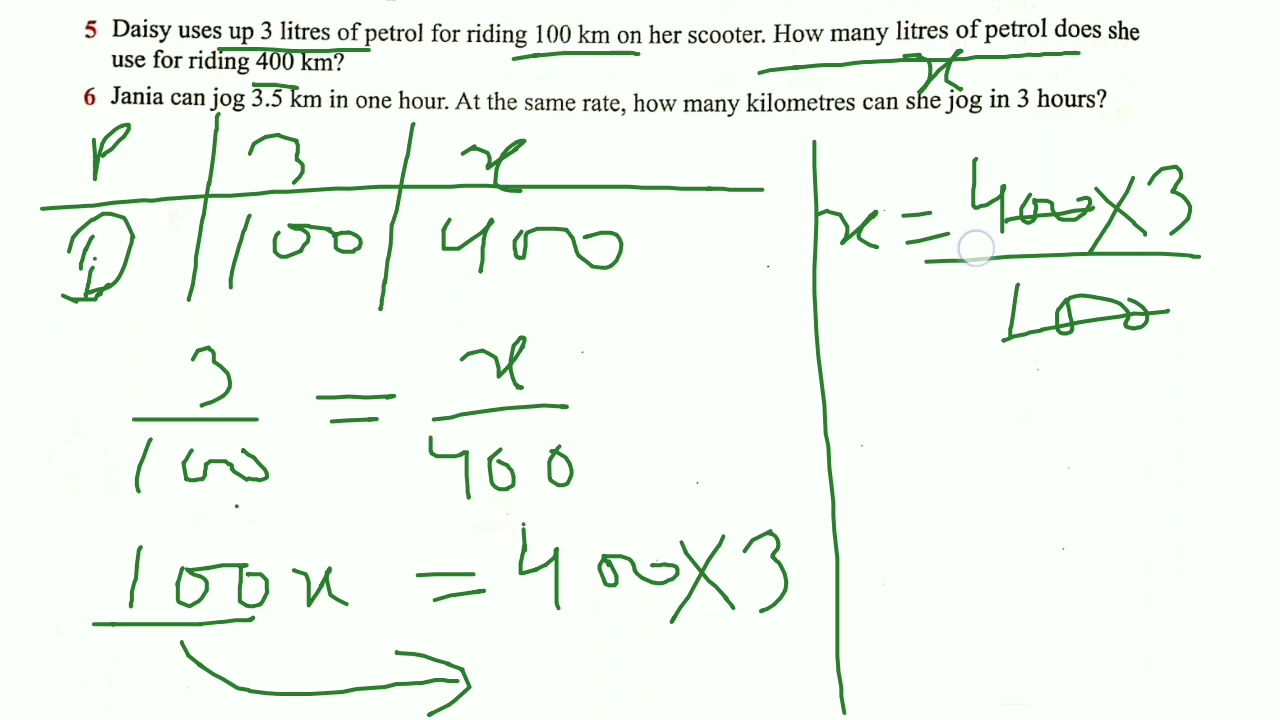 5 Daisy uses up 3 litres of petrol for riding 100 km on her scooter. How many litres of petrol does she
use for riding 400 km?
x
6 Jania can jog 3.5 km in one hour. At the same rate, how many kilometres can she jog in 3 hours?
P 3 x
D 100 400
3/100 = x/400
100x = 400 × 3
x = 400 × 3 / 100